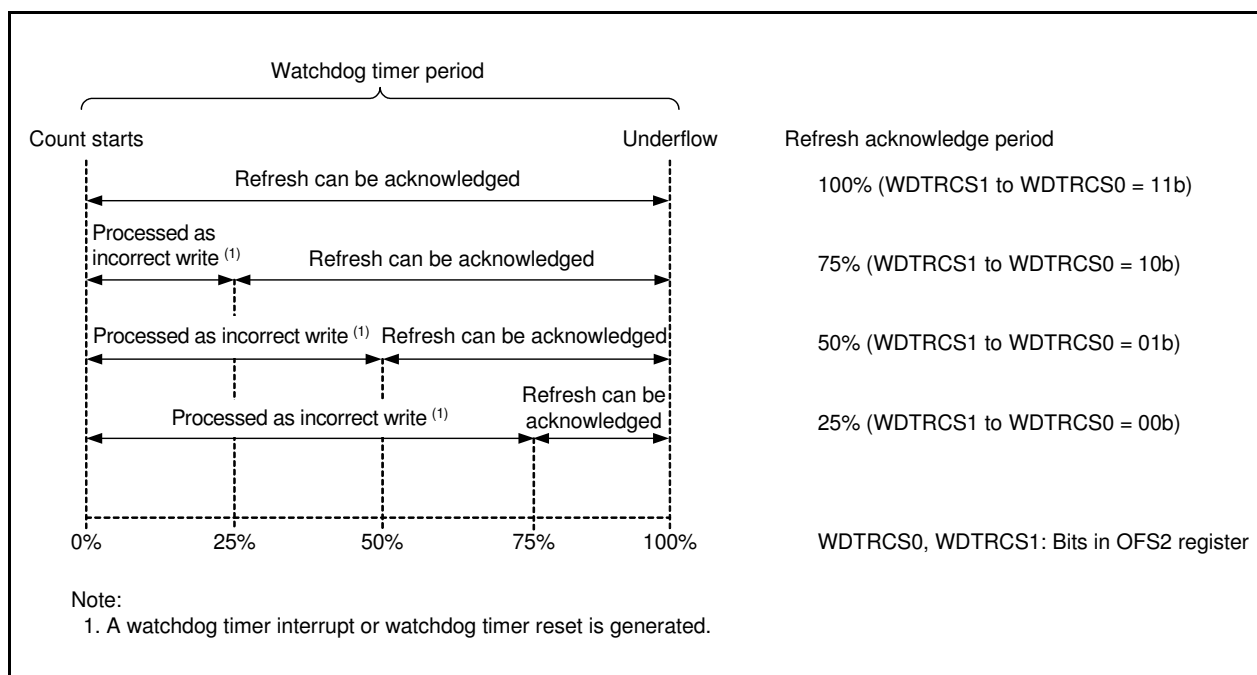 Watchdog timer period
Count starts
Underflow
Refresh acknowledge period
Refresh can be acknowledged
100% (WDTRCS1 to WDTRCS0 = 11b)
Processed as
incorrect write (1)
Refresh can be acknowledged
75% (WDTRCS1 to WDTRCS0 = 10b)
Processed as incorrect write (1)
Refresh can be acknowledged
50% (WDTRCS1 to WDTRCS0 = 01b)
Processed as incorrect write (1)
Refresh can be
acknowledged
25% (WDTRCS1 to WDTRCS0 = 00b)
0%
25%
50%
75%
100%
WDTRCS0, WDTRCS1: Bits in OFS2 register
Note:
1. A watchdog timer interrupt or watchdog timer reset is generated.